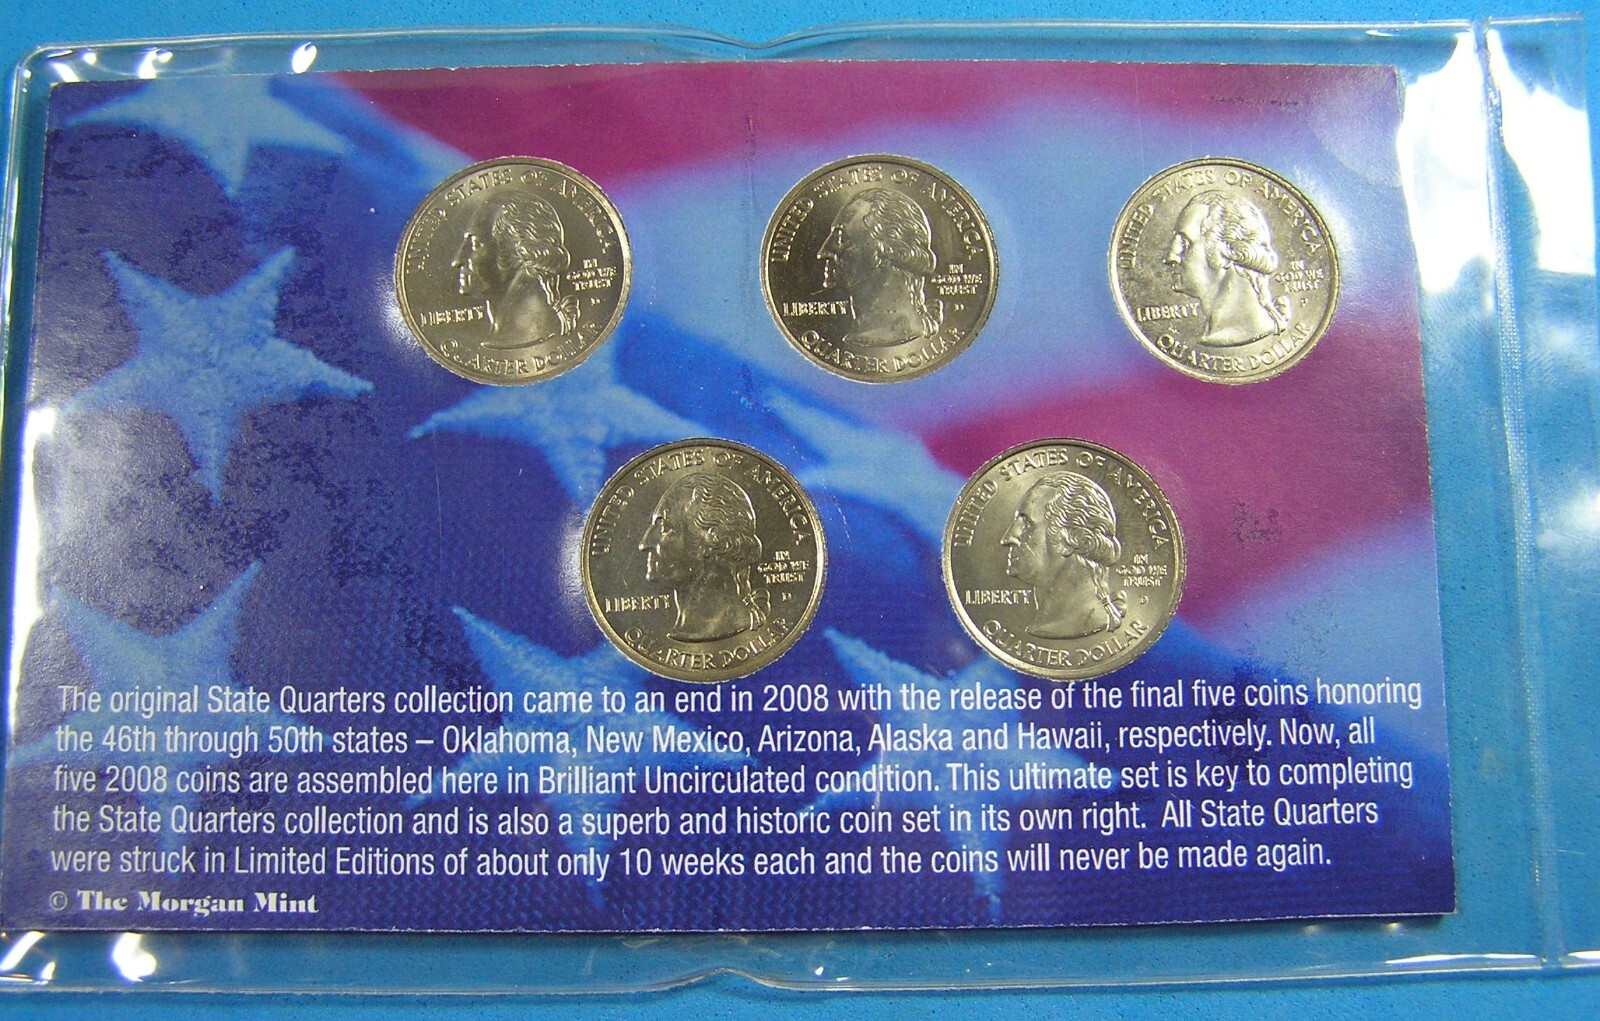 UNITED STATES OF AMERICA
IN
GOD WE
TRUST
D
LIBERTY
QUARTER DOLLAR
UNITED STATES OF AMERICA
IN
GOD WE
TRUST
D
LIBERTY
QUARTER DOLLAR
UNITED STATES OF AMERICA
IN
GOD WE
TRUST
P
LIBERTY
QUARTER DOLLAR
UNITED STATES OF AMERICA
IN
GOD WE
TRUST
D
LIBERTY
QUARTER DOLLAR
UNITED STATES OF AMERICA
IN
GOD WE
TRUST
D
LIBERTY
QUARTER DOLLAR
The original State Quarters collection came to an end in 2008 with the release of the final five coins honoring
the 46th through 50th states – Oklahoma, New Mexico, Arizona, Alaska and Hawaii, respectively. Now, all
five 2008 coins are assembled here in Brilliant Uncirculated condition. This ultimate set is key to completing
the State Quarters collection and is also a superb and historic coin set in its own right. All State Quarters
were struck in Limited Editions of about only 10 weeks each and the coins will never be made again.
© The Morgan Mint